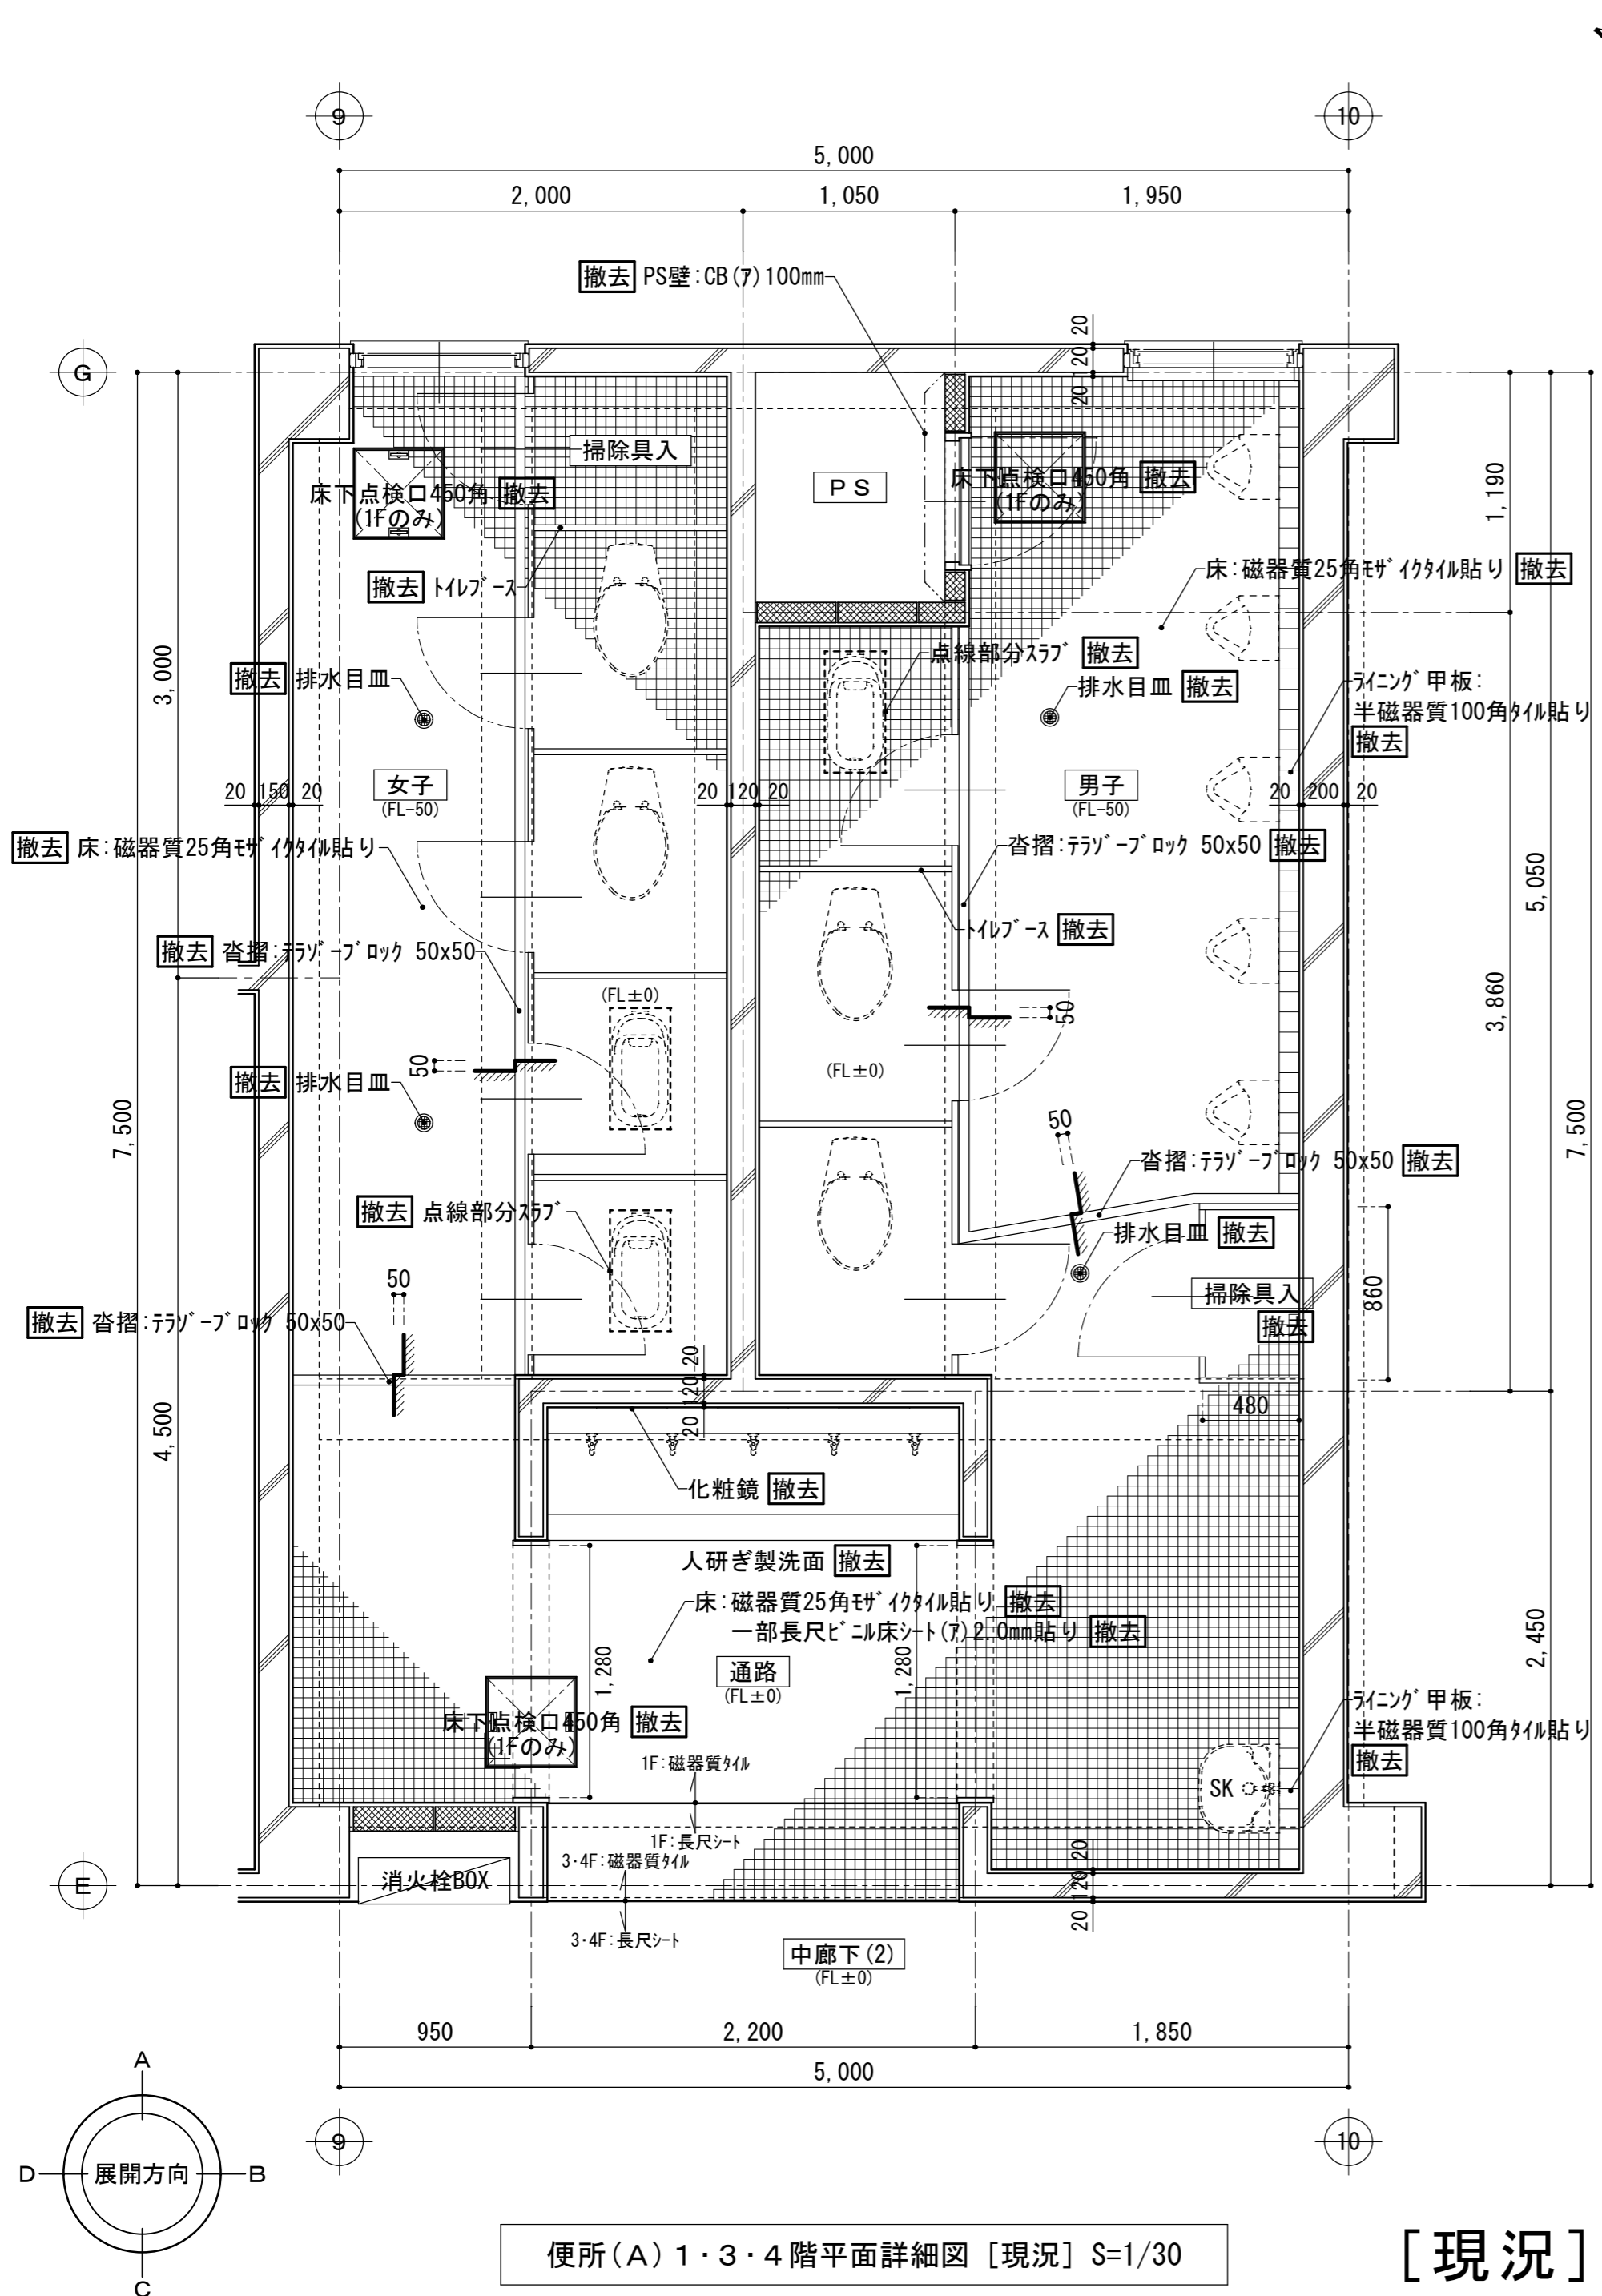 9
10
5,000
2,000
1,050
1,950
撤去 PS壁:CB(ア)100mm
20
120
20
G
掃除具入
PS
床下点検口450角 撤去
(1Fのみ)
床下点検口450角 撤去
(1Fのみ)
1,190
撤去 トイレブース
床:磁器質25角モザイクタイル貼り 撤去
点線部分スラブ 撤去
3,000
撤去 排水目皿
排水目皿 撤去
ライニング甲板:
半磁器質100角タイル貼り
撤去
女子
(FL-50)
男子
(FL-50)
20 150 20
20 120 20
20 200 20
撤去 床:磁器質25角モザイクタイル貼り
沓摺:テラゾーブロック 50x50 撤去
5,050
トイレブース 撤去
撤去 沓摺:テラゾーブロック 50x50
(FL±0)
50
3,860
50
撤去 排水目皿
(FL±0)
7,500
7,500
50
沓摺:テラゾーブロック 50x50 撤去
撤去 点線部分スラブ
排水目皿 撤去
50
860
掃除具入
撤去
撤去 沓摺:テラゾーブロック 50x50
20
120
20
480
4,500
化粧鏡 撤去
人研ぎ製洗面 撤去
床:磁器質25角モザイクタイル貼り 撤去
一部長尺ビニル床シート(ア)2.0mm貼り 撤去
1,280
1,280
2,450
通路
(FL±0)
床下点検口450角 撤去
(1Fのみ)
ライニング甲板:
半磁器質100角タイル貼り
撤去
1F:磁器質タイル
SK
1F:長尺シート
3・4F:磁器質タイル
消火栓BOX
E
20
120
20
3・4F:長尺シート
中廊下(2)
(FL±0)
950
2,200
1,850
5,000
9
10
A
D 展開方向 B
C
便所(A)1・3・4階平面詳細図[現況] S=1/30
[現況]